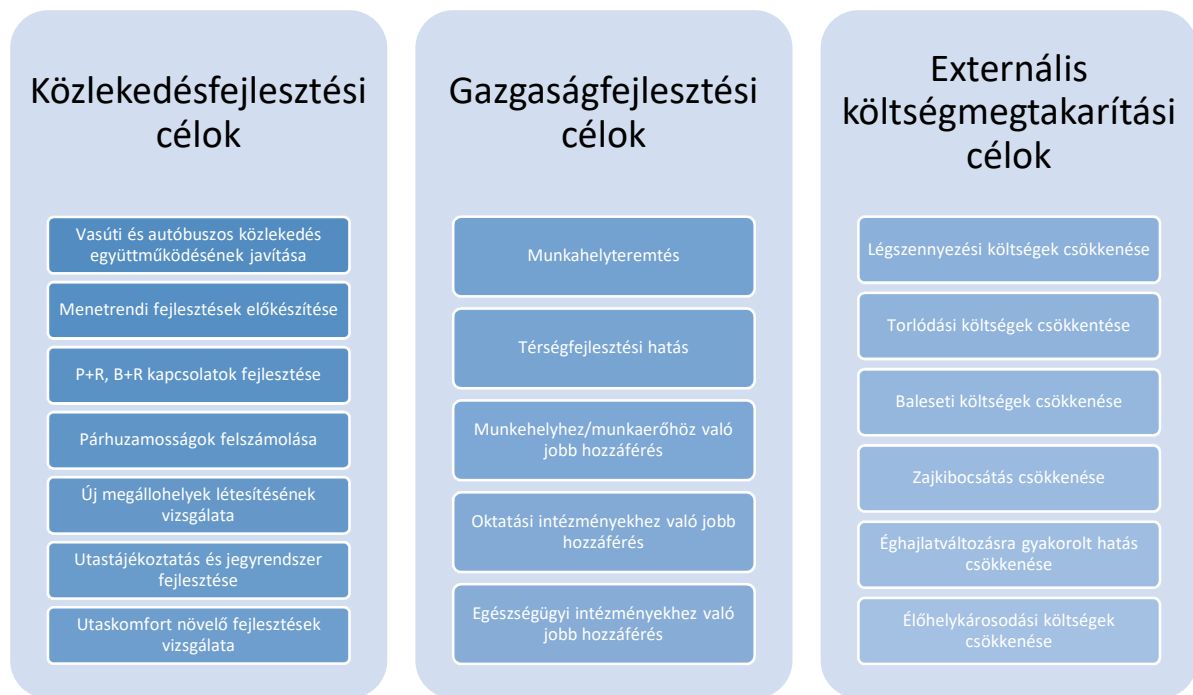 Közlekedésfejlesztési
célok
Vasúti és autóbuszos közlekedés
együttműködésének javítása
Menetrendi fejlesztések előkészítése
P+R, B+R kapcsolatok fejlesztése
Párhuzamosságok felszámolása
Új megállohelyek létesítésének
vizsgálata
Utastájékoztatás és jegyrendszer
fejlesztése
Utaskomfort növelő fejlesztések
vizsgálata
Gazgaságfejlesztési
célok
Munkahelyteremtés
Térségfejlesztési hatás
Munkehelyhez/munkaerőhöz való
jobb hozzáférés
Oktatási intézményekhez való jobb
hozzáférés
Egészségügyi intézményekhez való
jobb hozzáférés
Externális
költségmegtakarítási
célok
Légszennyezési költségek csökkenése
Torlódási költségek csökkentése
Baleseti költségek csökkenése
Zajkibocsátás csökkenése
Éghajlatváltozásra gyakorolt hatás
csökkenése
Élőhelykárosodási költségek
csökkenése